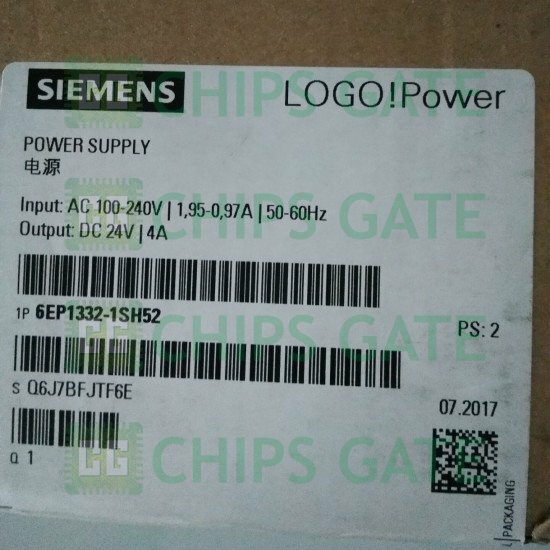 SIEMENS
LOGO!Power
POWER SUPPLY
电源
Input: AC 100-240V | 1,95-0,97A | 50-60Hz
Output: DC 24V | 4A
1P 6EP1332-1SH52
PS: 2
S Q6J7BFJTF6E
07.2017
Q 1
PACKAGING
CHIPS GATE
CHIPS GATE
CHIPS GATE
CHIPS GATE